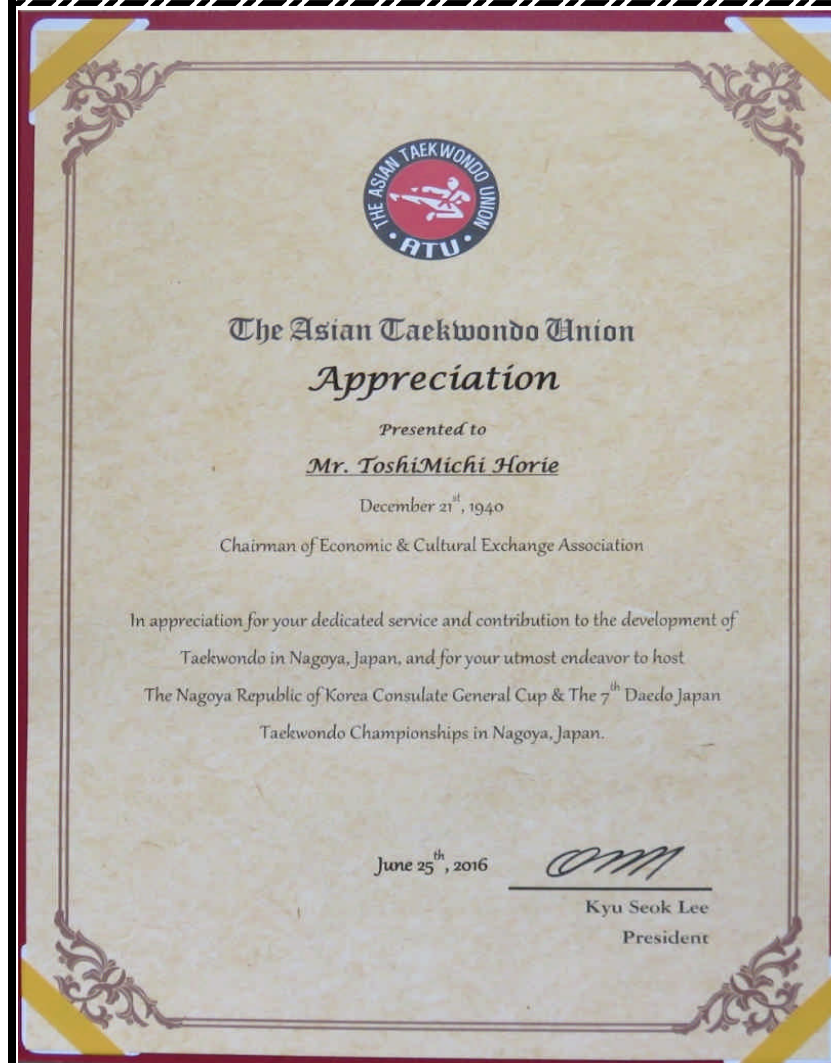 THE ASIAN TAEKWONDO UNION
• ATU •
The Asian Taekwondo Union
Appreciation
Presented to
Mr. ToshiMichi Horie
December 21st, 1940
Chairman of Economic & Cultural Exchange Association
In appreciation for your dedicated service and contribution to the development of
Taekwondo in Nagoya, Japan, and for your utmost endeavor to host
The Nagoya Republic of Korea Consulate General Cup & The 7th Daedo Japan
Taekwondo Championships in Nagoya, Japan.
June 25th, 2016
Kyu Seok Lee
President